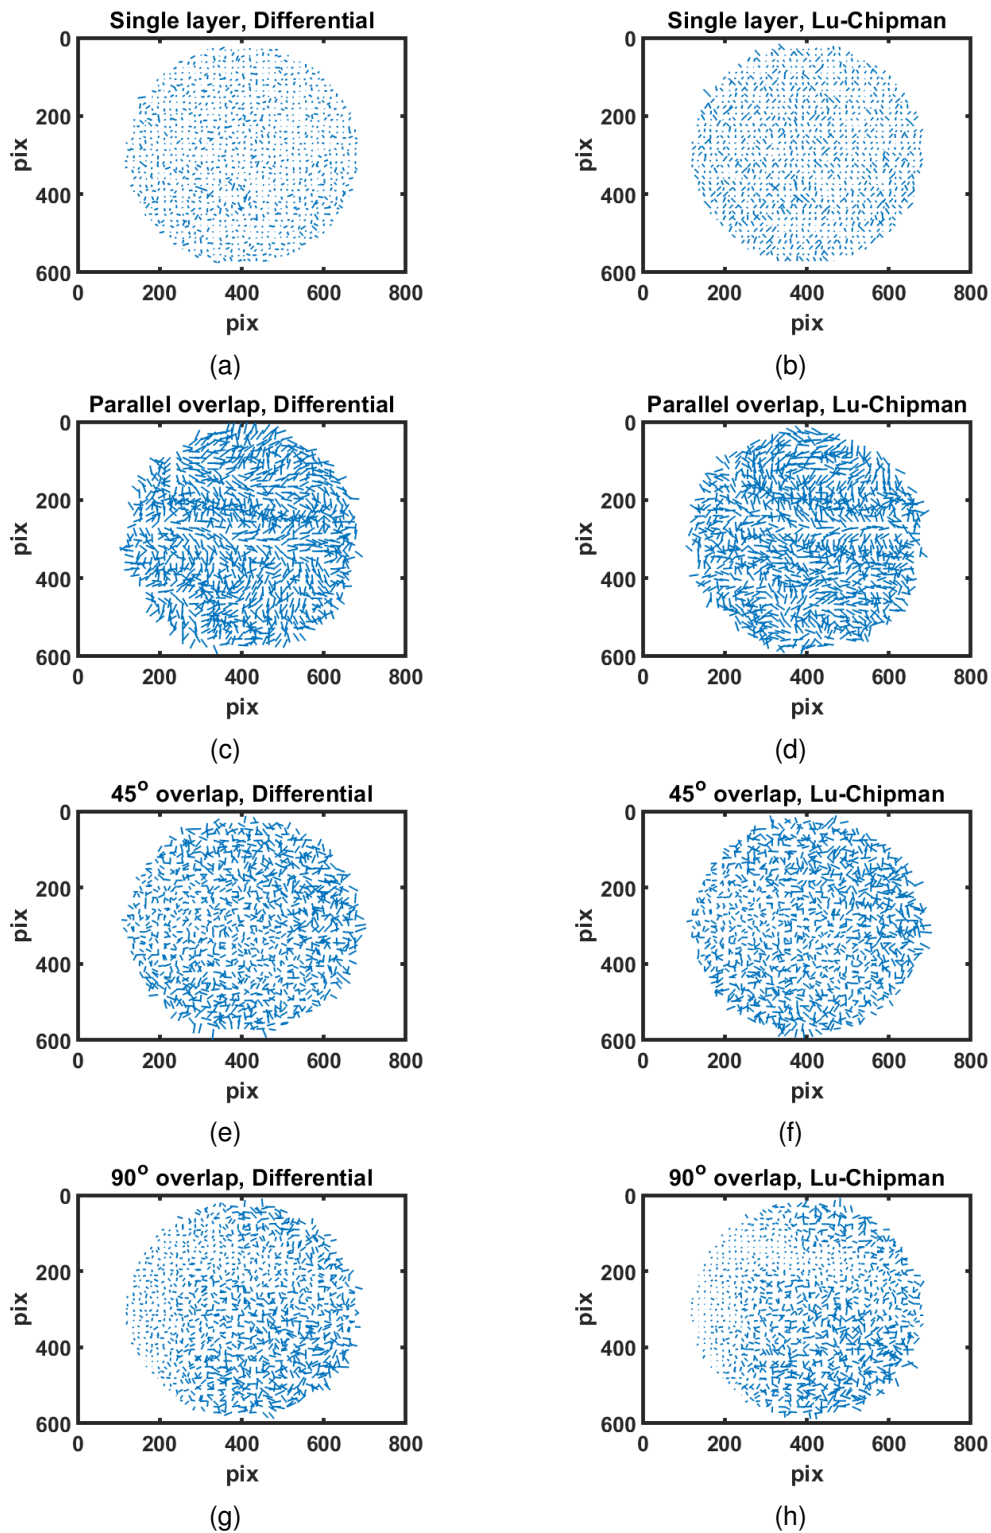 Single layer, Differential
Single layer, Lu-Chipman
0
200
400
600
pix
0 200 400 600 800
pix
0
200
400
600
pix
0 200 400 600 800
pix
(a)
(b)
Parallel overlap, Differential
Parallel overlap, Lu-Chipman
0
200
400
600
pix
0 200 400 600 800
pix
0
200
400
600
pix
0 200 400 600 800
pix
(c)
(d)
45° overlap, Differential
45° overlap, Lu-Chipman
0
200
400
600
pix
0 200 400 600 800
pix
0
200
400
600
pix
0 200 400 600 800
pix
(e)
(f)
90° overlap, Differential
90° overlap, Lu-Chipman
0
200
400
600
pix
0 200 400 600 800
pix
0
200
400
600
pix
0 200 400 600 800
pix
(g)
(h)